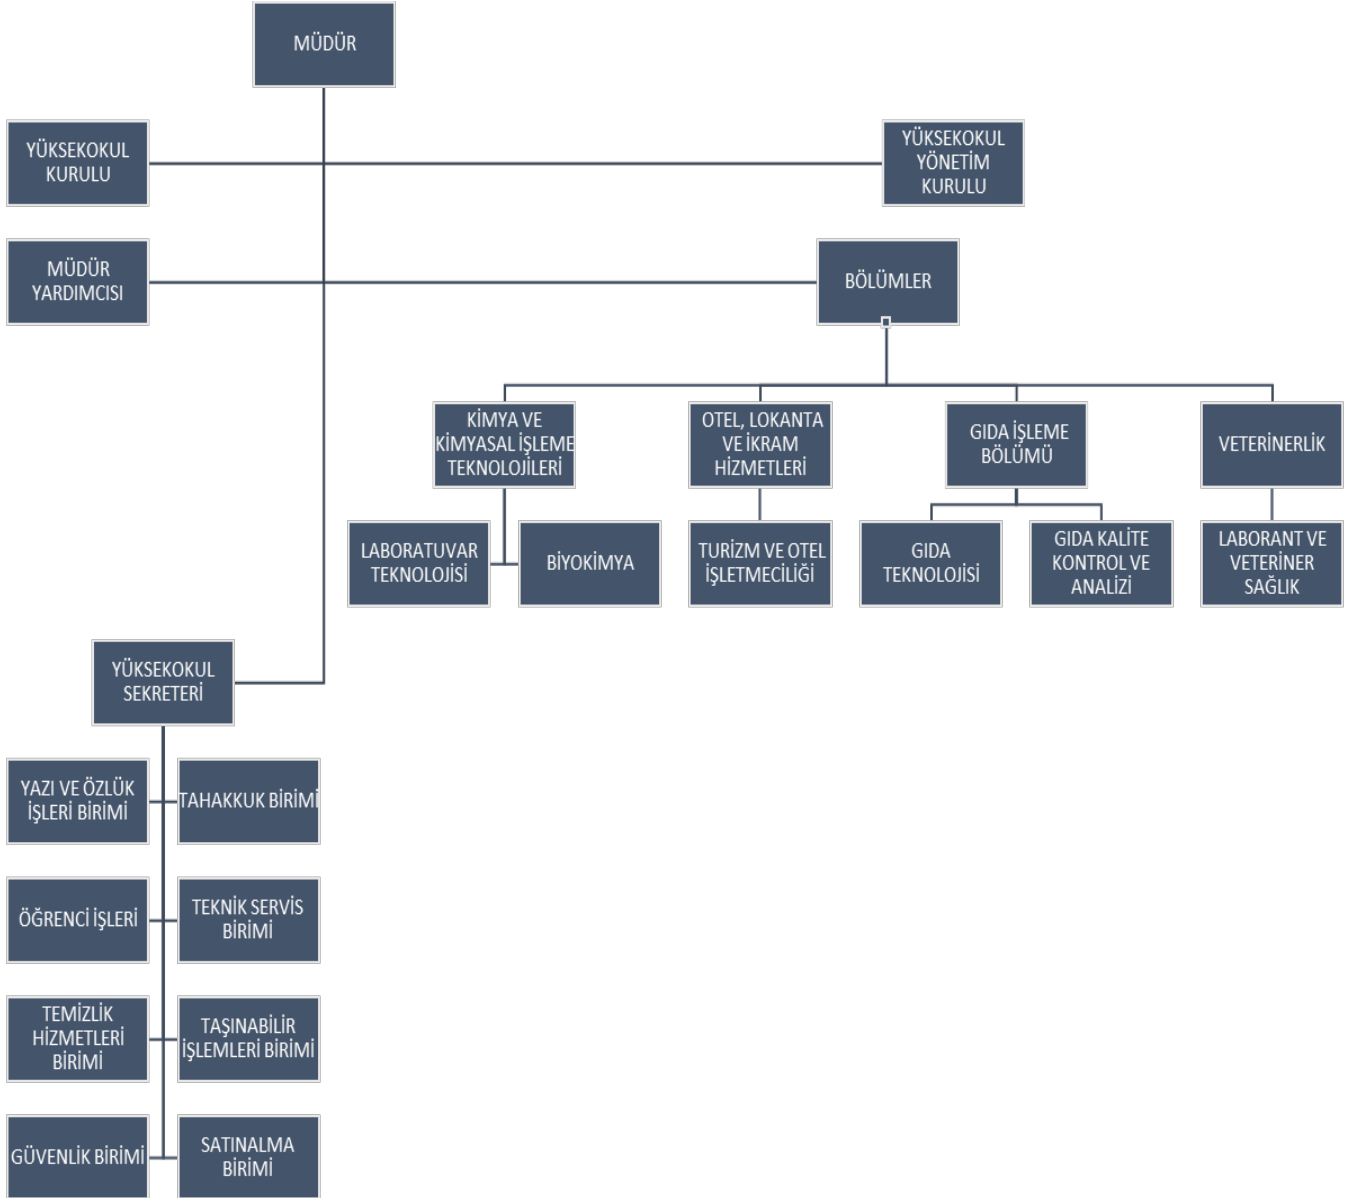 MÜDÜR
YÜKSEKOKUL
KURULU
YÜKSEKOKUL
YÖNETİM
KURULU
MÜDÜR
YARDIMCISI
BÖLÜMLER
KİMYA VE
KİMYASAL İŞLEME
TEKNOLOJİLERİ
OTEL, LOKANTA
VE İKRAM
HİZMETLERİ
GIDA İŞLEME
BÖLÜMÜ
VETERİNERLİK
LABORATUVAR
TEKNOLOJİSİ
BİYOKİMYA
TURİZM VE OTEL
İŞLETMECİLİĞİ
GIDA
TEKNOLOJİSİ
GIDA KALİTE
KONTROL VE
ANALİZİ
LABORANT VE
VETERİNER
SAĞLIK
YÜKSEKOKUL
SEKRETERİ
YAZI VE ÖZLÜK
İŞLERİ BİRİMİ
TAHAKKUK BİRİMİ
ÖĞRENCİ İŞLERİ
TEKNİK SERVİS
BİRİMİ
TEMİZLİK
HİZMETLERİ
BİRİMİ
TAŞINABİLİR
İŞLEMLERİ BİRİMİ
GÜVENLİK BİRİMİ
SATINALMA
BİRİMİ